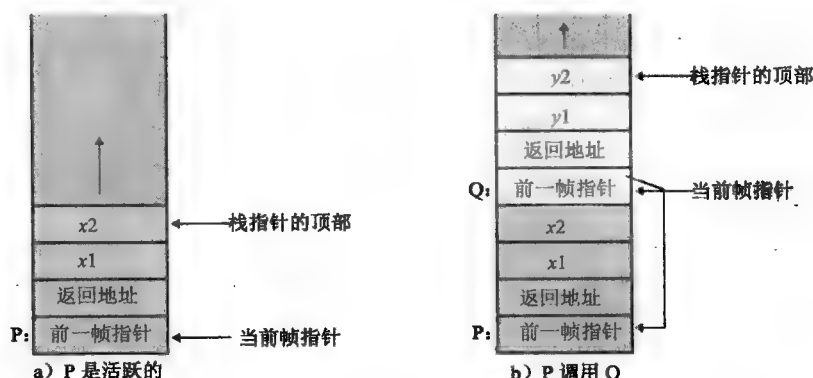 x2
栈指针的顶部
x1
返回地址
P: 前一帧指针
当前帧指针
a）P 是活跃的
y2
栈指针的顶部
y1
返回地址
Q: 前一帧指针
当前帧指针
x2
x1
返回地址
P: 前一帧指针
b）P 调用 Q